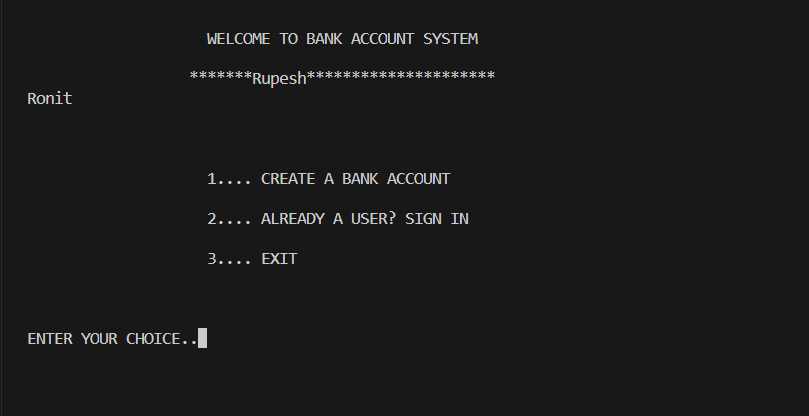 WELCOME TO BANK ACCOUNT SYSTEM
*******Rupesh*********************
Ronit
1.... CREATE A BANK ACCOUNT
2.... ALREADY A USER? SIGN IN
3.... EXIT
ENTER YOUR CHOICE..